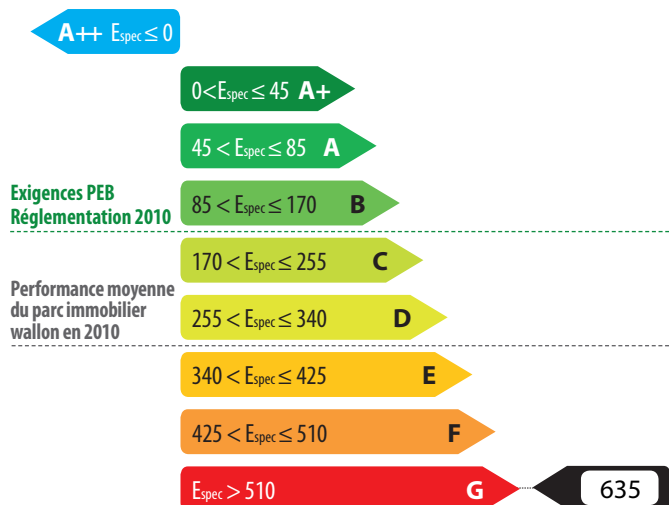 A++ Espec ≤ 0
0<Espec ≤ 45 A+
45 < Espec ≤ 85 A
Exigences PEB
Réglementation 2010
85 < Espec ≤ 170 B
170 < Espec ≤ 255 C
Performance moyenne
du parc immobilier
wallon en 2010
255 < Espec ≤ 340 D
340 < Espec ≤ 425 E
425 < Espec ≤ 510 F
Espec > 510 G 635